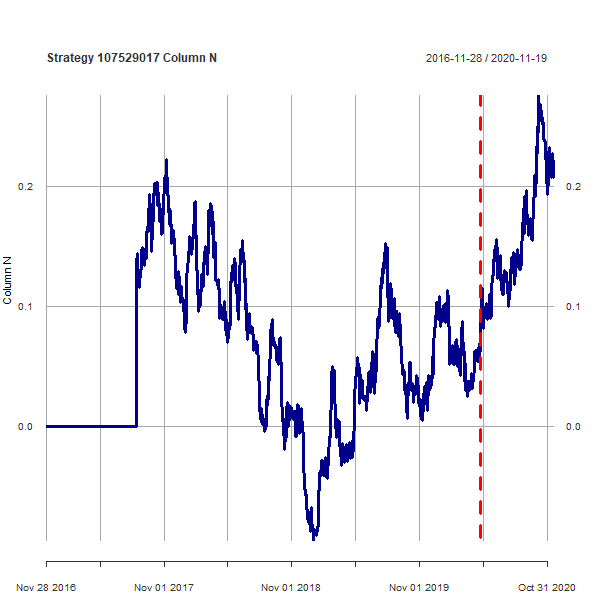 Strategy 107529017 Column N
2016-11-28 / 2020-11-19
0.2
0.2
Column N
0.1
0.1
0.0
0.0
Nov 28 2016
Nov 01 2017
Nov 01 2018
Nov 01 2019
Oct 31 2020